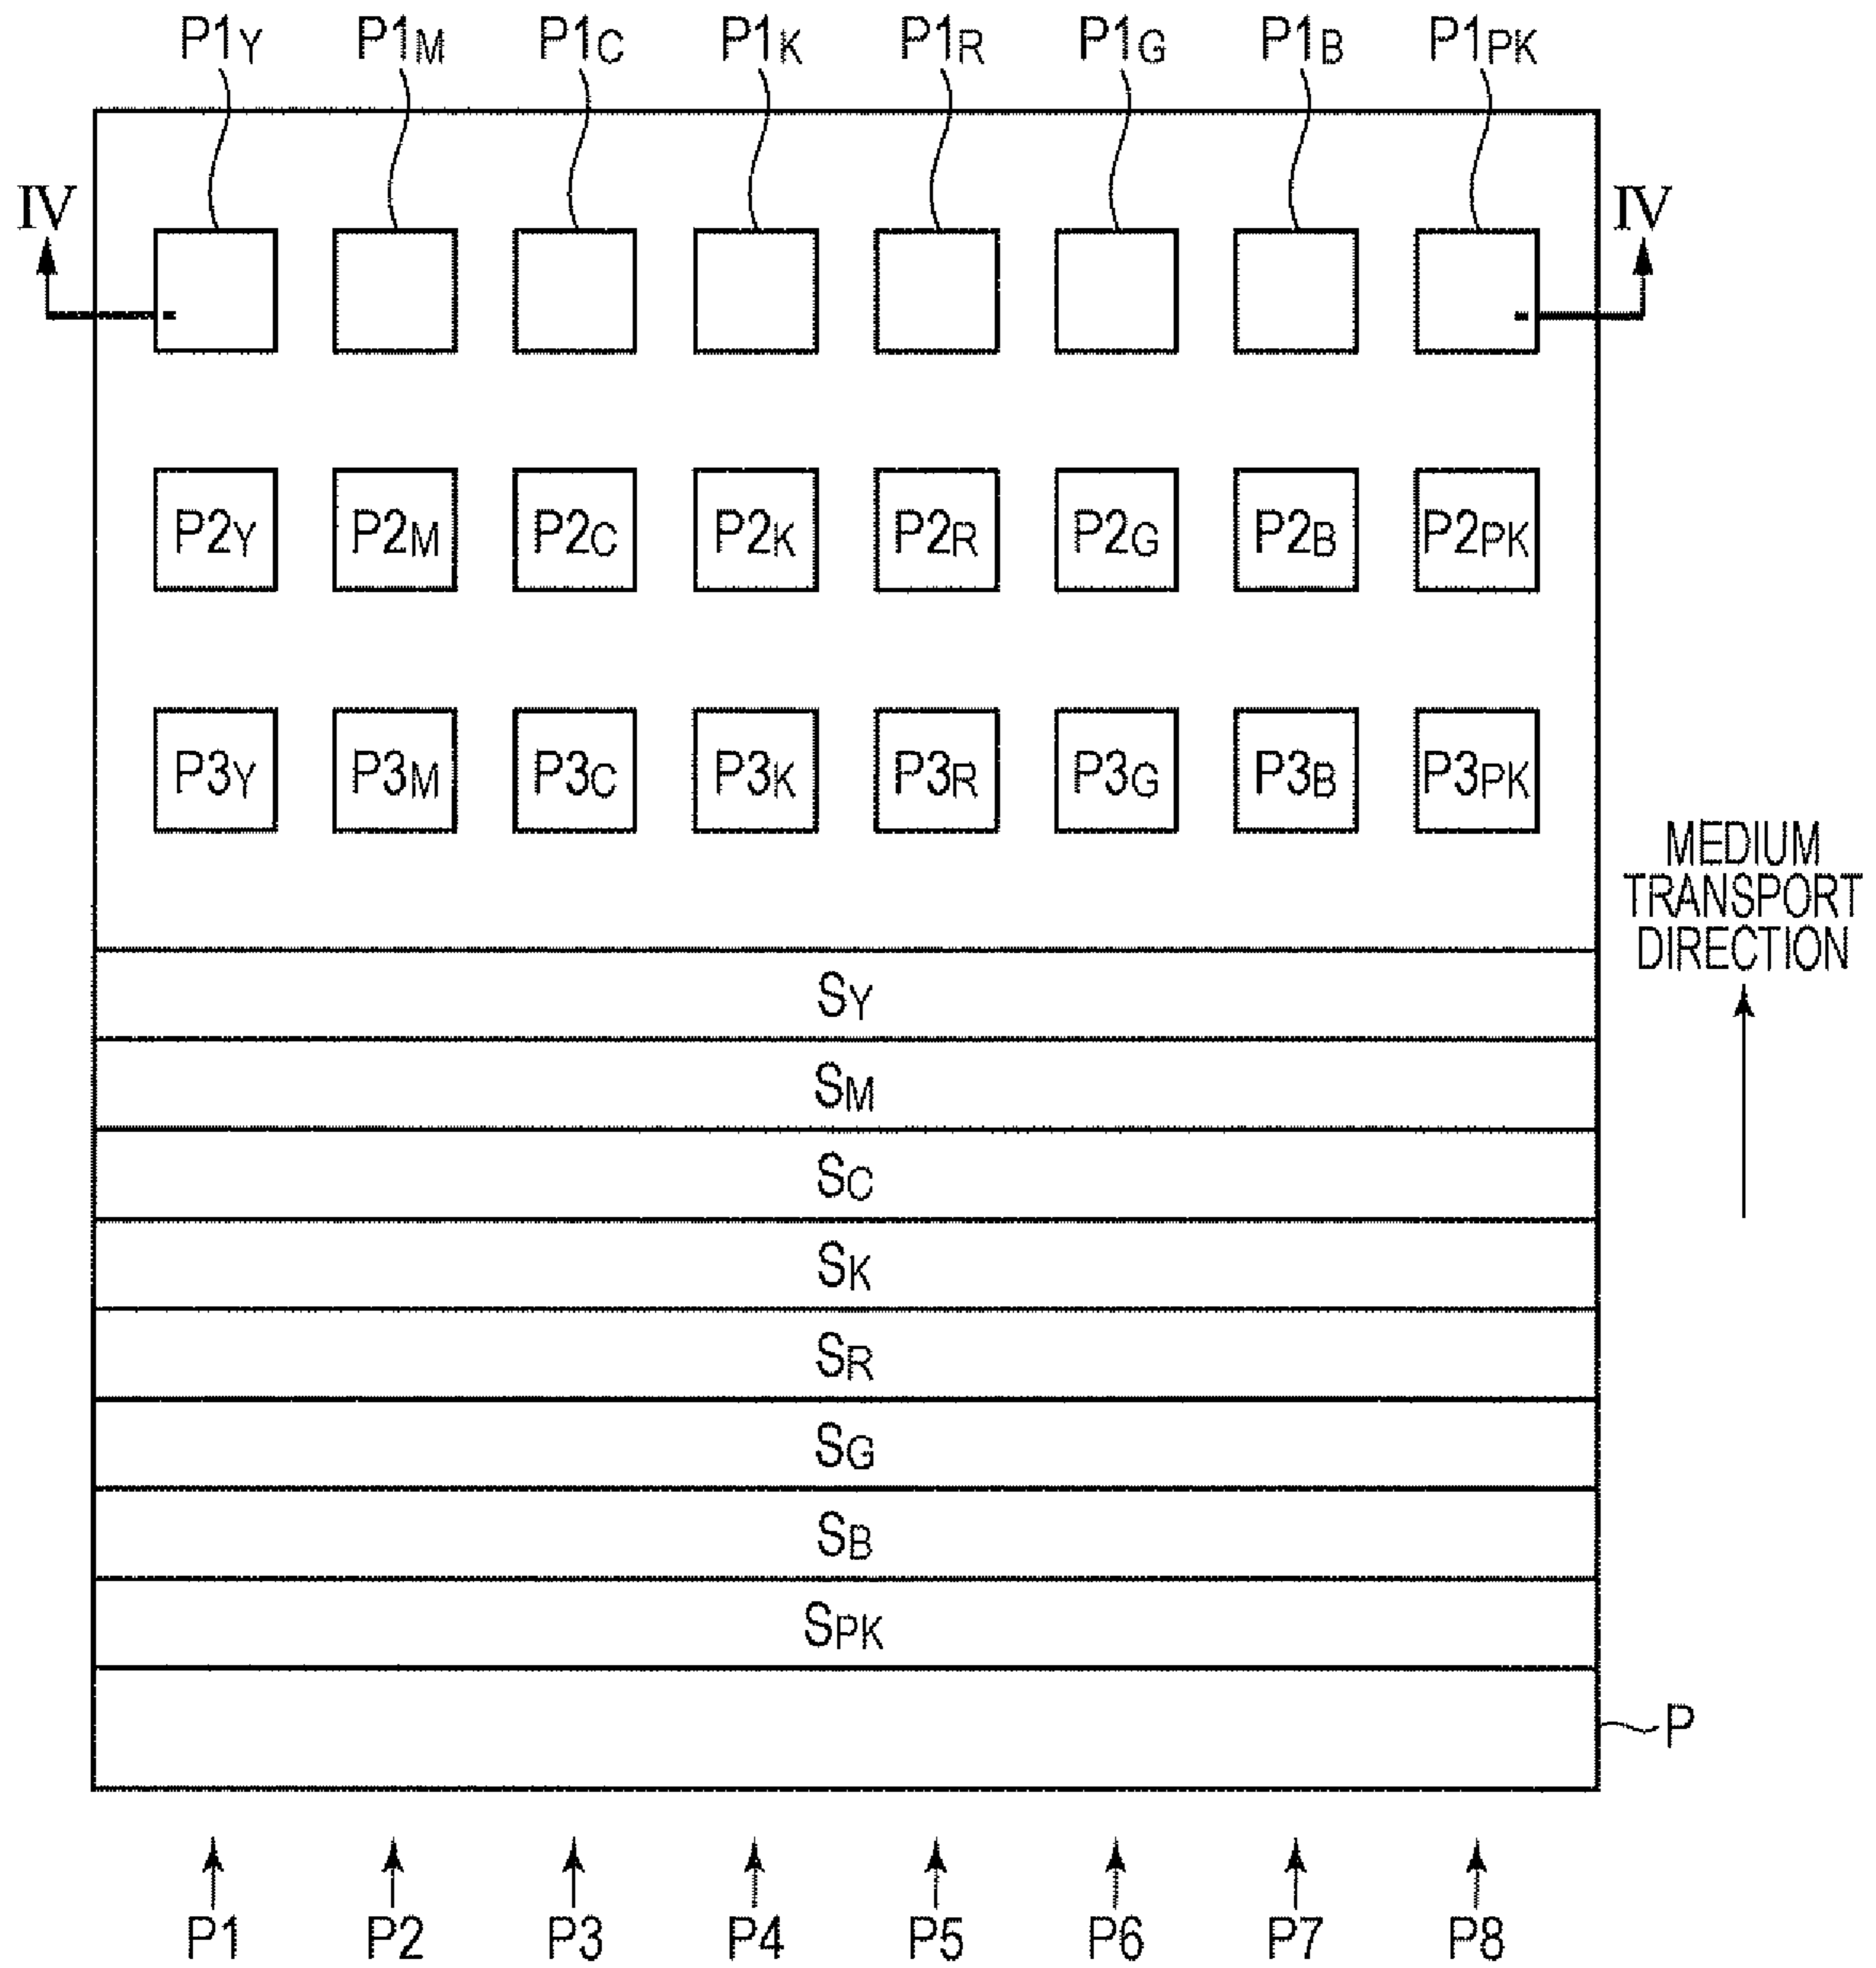 P1Y P1M P1C P1K P1R P1G P1B P1PK
IV IV
P2Y P2M P2C P2K P2R P2G P2B P2PK
P3Y P3M P3C P3K P3R P3G P3B P3PK
MEDIUM
TRANSPORT
DIRECTION
SY
SM
SC
SK
SR
SG
SB
SPK
P
P1 P2 P3 P4 P5 P6 P7 P8